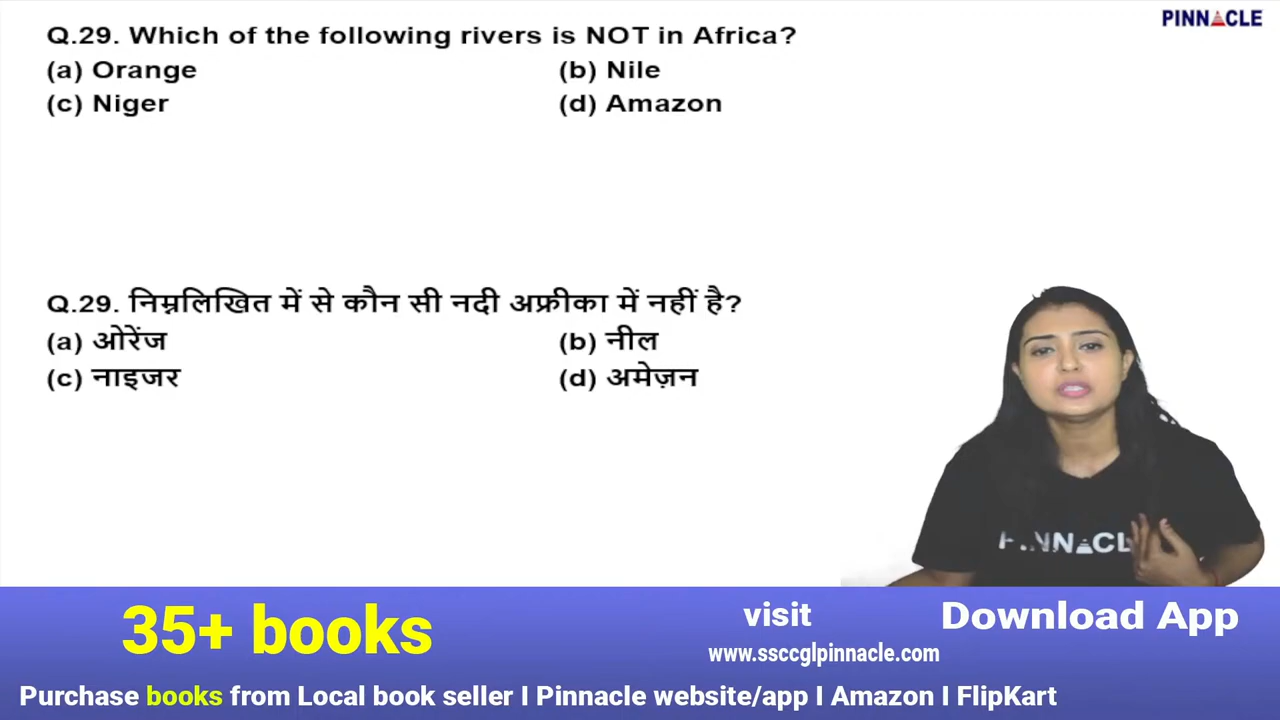 PINNACLE
Q.29. Which of the following rivers is NOT in Africa?
(a) Orange (b) Nile
(c) Niger (d) Amazon
Q.29. निम्नलिखित में से कौन सी नदी अफ्रीका में नहीं है?
(a) ओरेंज (b) नील
(c) नाइजर (d) अमेज़न
PINNACL
35+ books
visit
www.ssccglpinnacle.com
Download App
Purchase books from Local book seller I Pinnacle website/app I Amazon I FlipKart